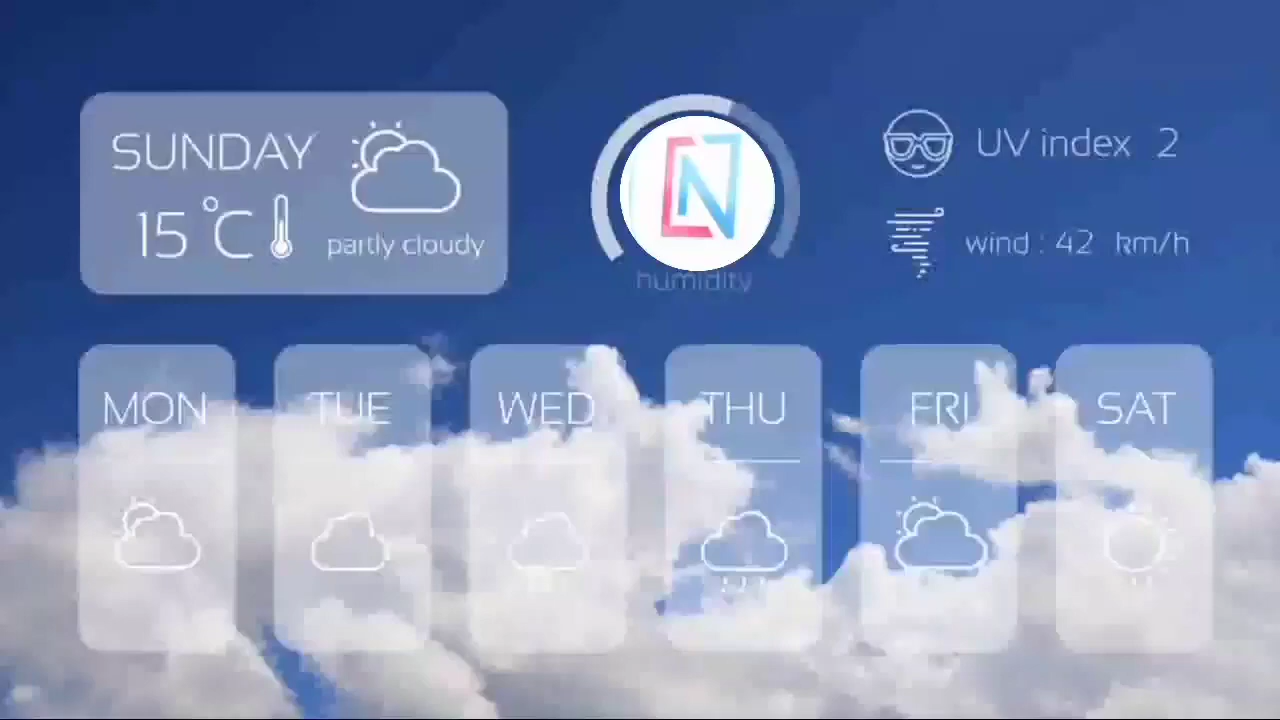 SUNDAY
15 °C
partly cloudy
N
humidity
UV index 2
wind : 42 km/h
MON
TUE
WED
THU
FRI
SAT